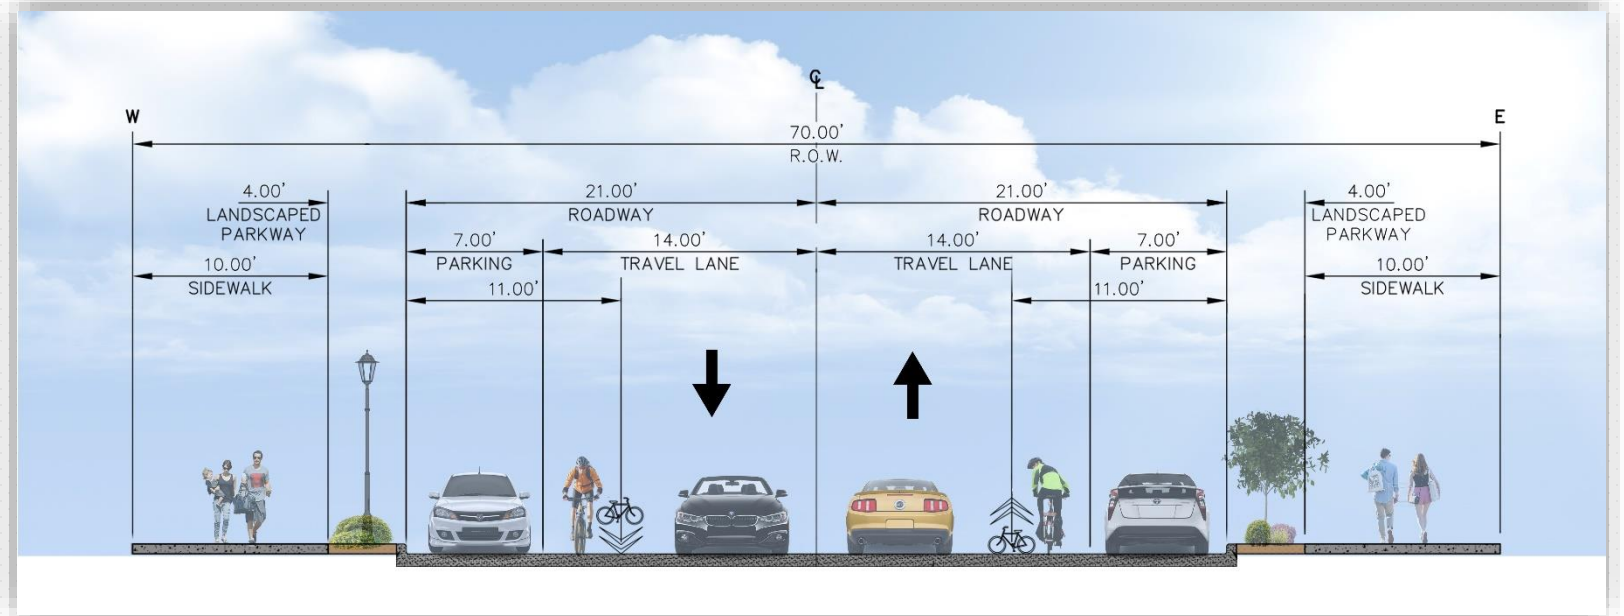 ℄
W
E
70.00'
R.O.W.
4.00'
LANDSCAPED
PARKWAY
10.00'
SIDEWALK
21.00'
ROADWAY
7.00'
PARKING
14.00'
TRAVEL LANE
11.00'
21.00'
ROADWAY
14.00'
TRAVEL LANE
7.00'
PARKING
11.00'
4.00'
LANDSCAPED
PARKWAY
10.00'
SIDEWALK